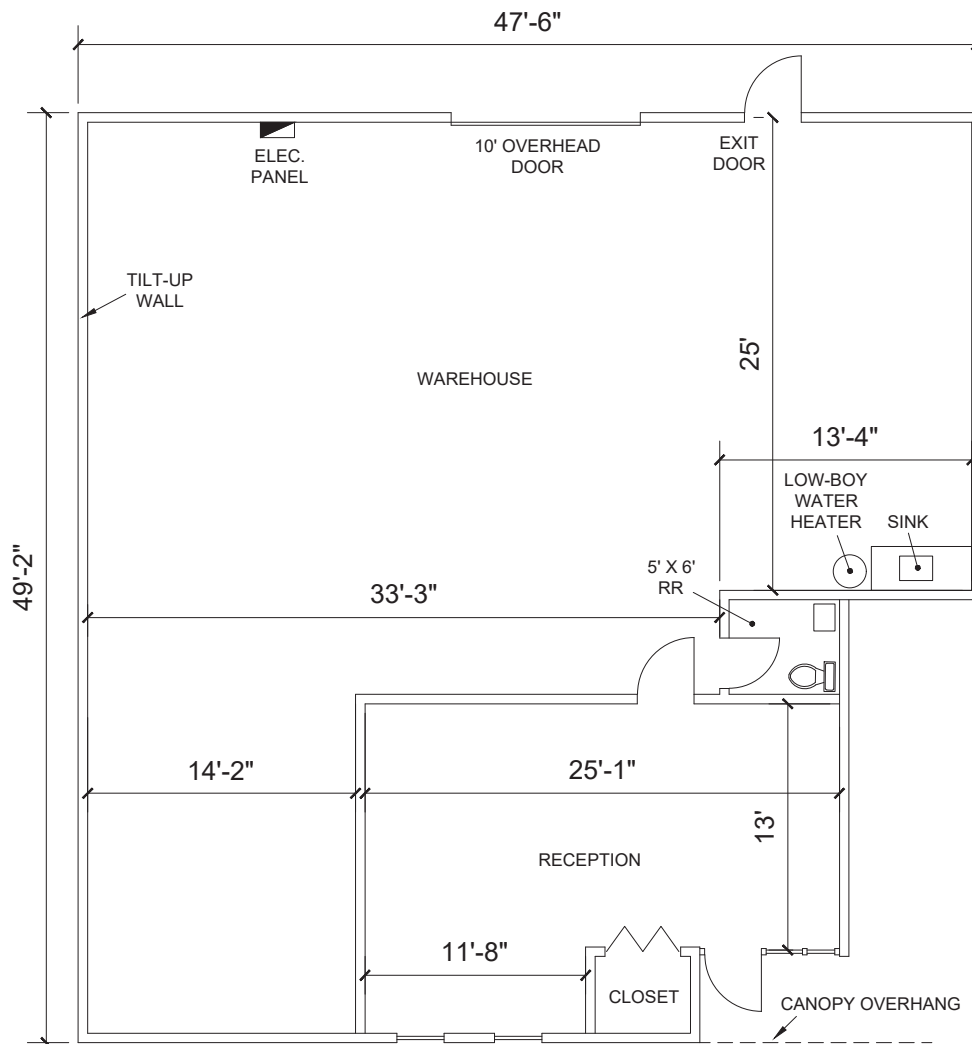 47'-6"
ELEC.
PANEL
10' OVERHEAD
DOOR
EXIT
DOOR
TILT-UP
WALL
WAREHOUSE
25'
13'-4"
LOW-BOY
WATER
HEATER
SINK
49'-2"
5' X 6'
RR
33'-3"
14'-2"
25'-1"
13'
RECEPTION
11'-8"
CLOSET
CANOPY OVERHANG